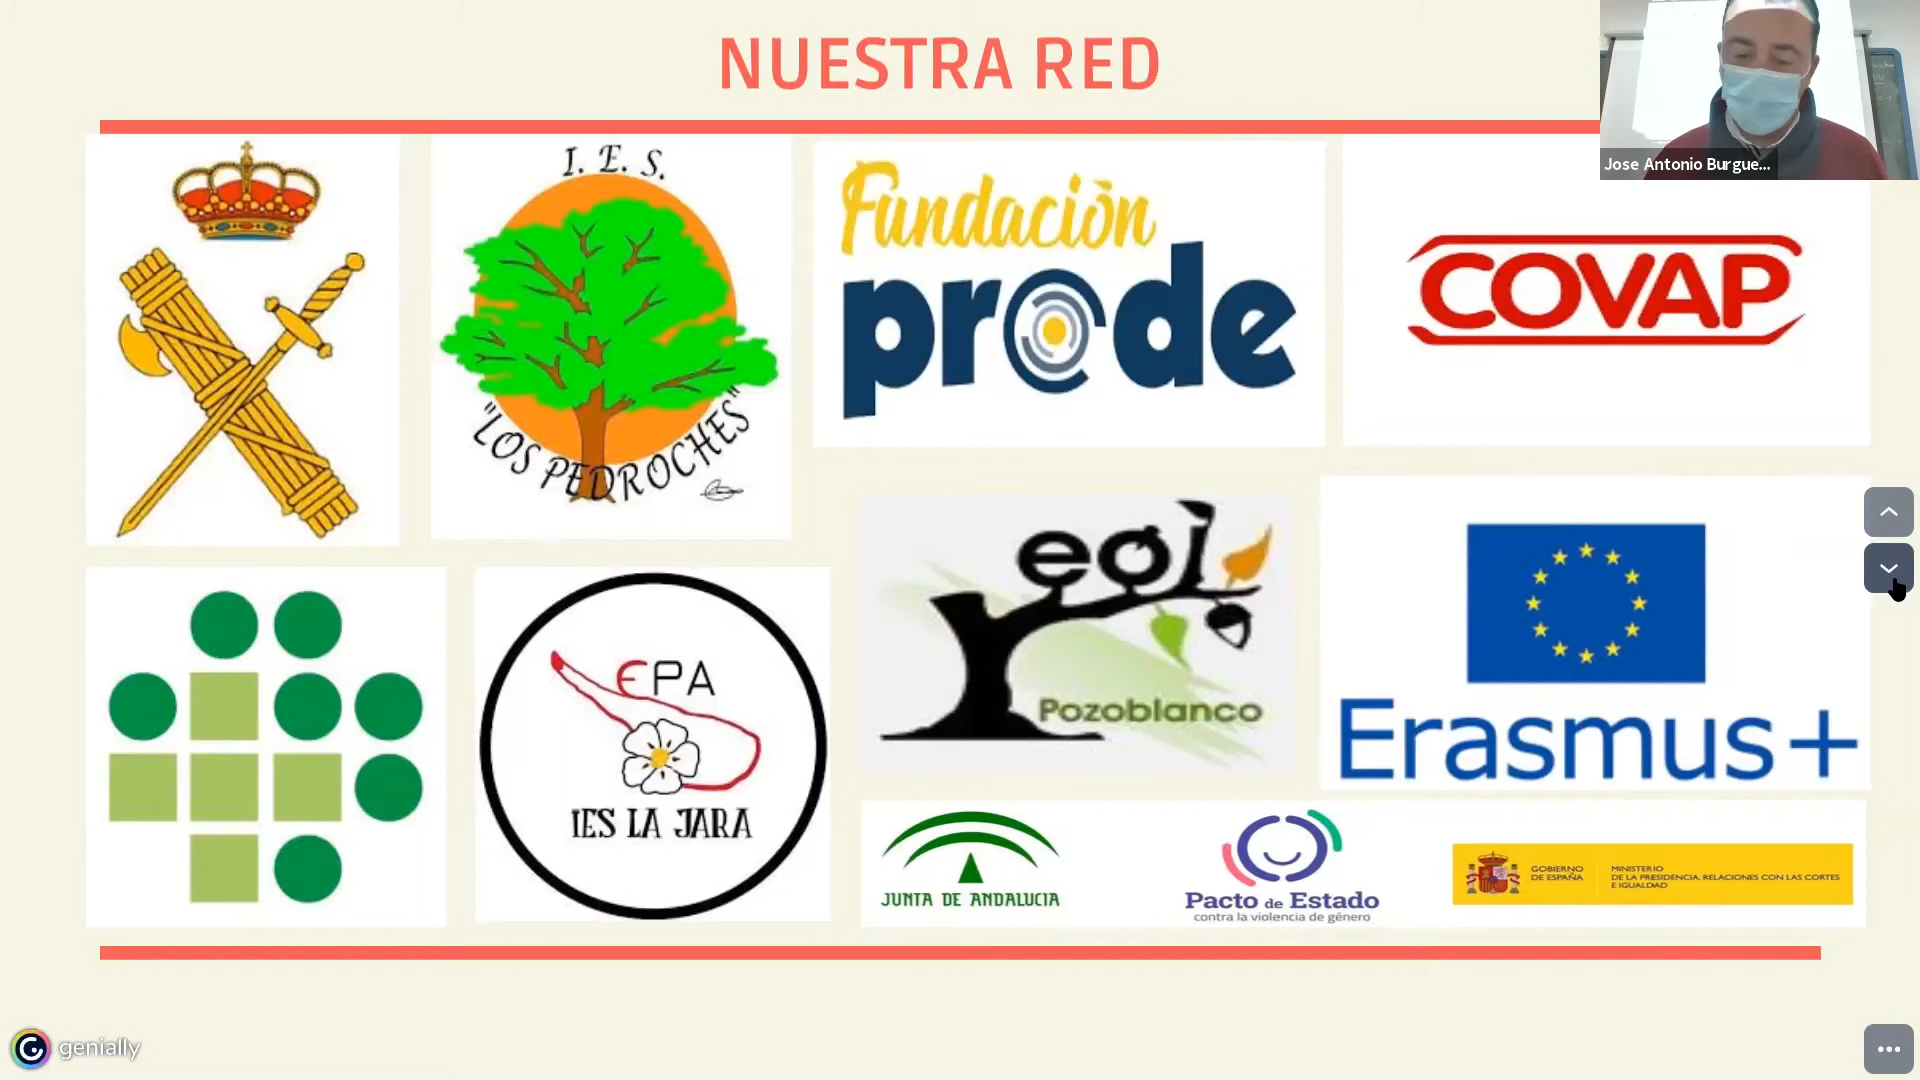 NUESTRA RED
Jose Antonio Burgue...
I. E. S.
"LOS PEDROCHES"
Fundaciòn
prode
COVAP
EPA
IES LA JARA
egi
Pozoblanco
Erasmus+
JUNTA DE ANDALUCIA
Pacto de Estado
contra la violencia de género
GOBIERNO
DE ESPAÑA
MINISTERIO
DE LA PRESIDENCIA, RELACIONES CON LAS CORTES
E IGUALDAD
genially